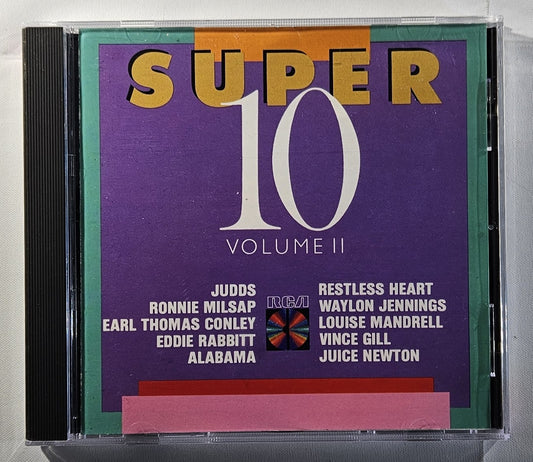 SUPER
10
VOLUME II
JUDDS
RONNIE MILSAP
EARL THOMAS CONLEY
EDDIE RABBITT
ALABAMA
RCA
RESTLESS HEART
WAYLON JENNINGS
LOUISE MANDRELL
VINCE GILL
JUICE NEWTON